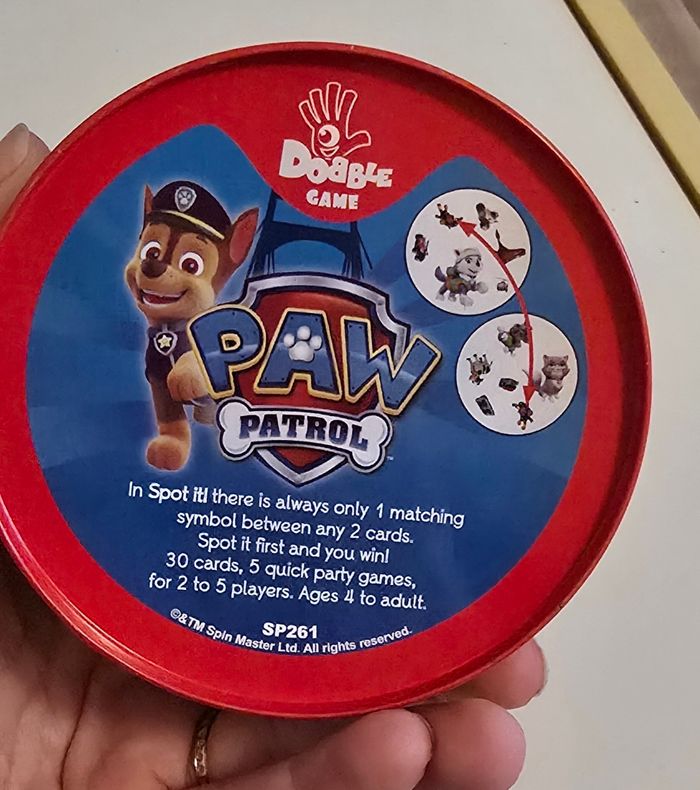 DOBBLE
GAME
PAW
PATROL
™
In Spot it! there is always only 1 matching
symbol between any 2 cards.
Spot it first and you win!
30 cards, 5 quick party games,
for 2 to 5 players. Ages 4 to adult.
SP261
©&TM Spin Master Ltd. All rights reserved.